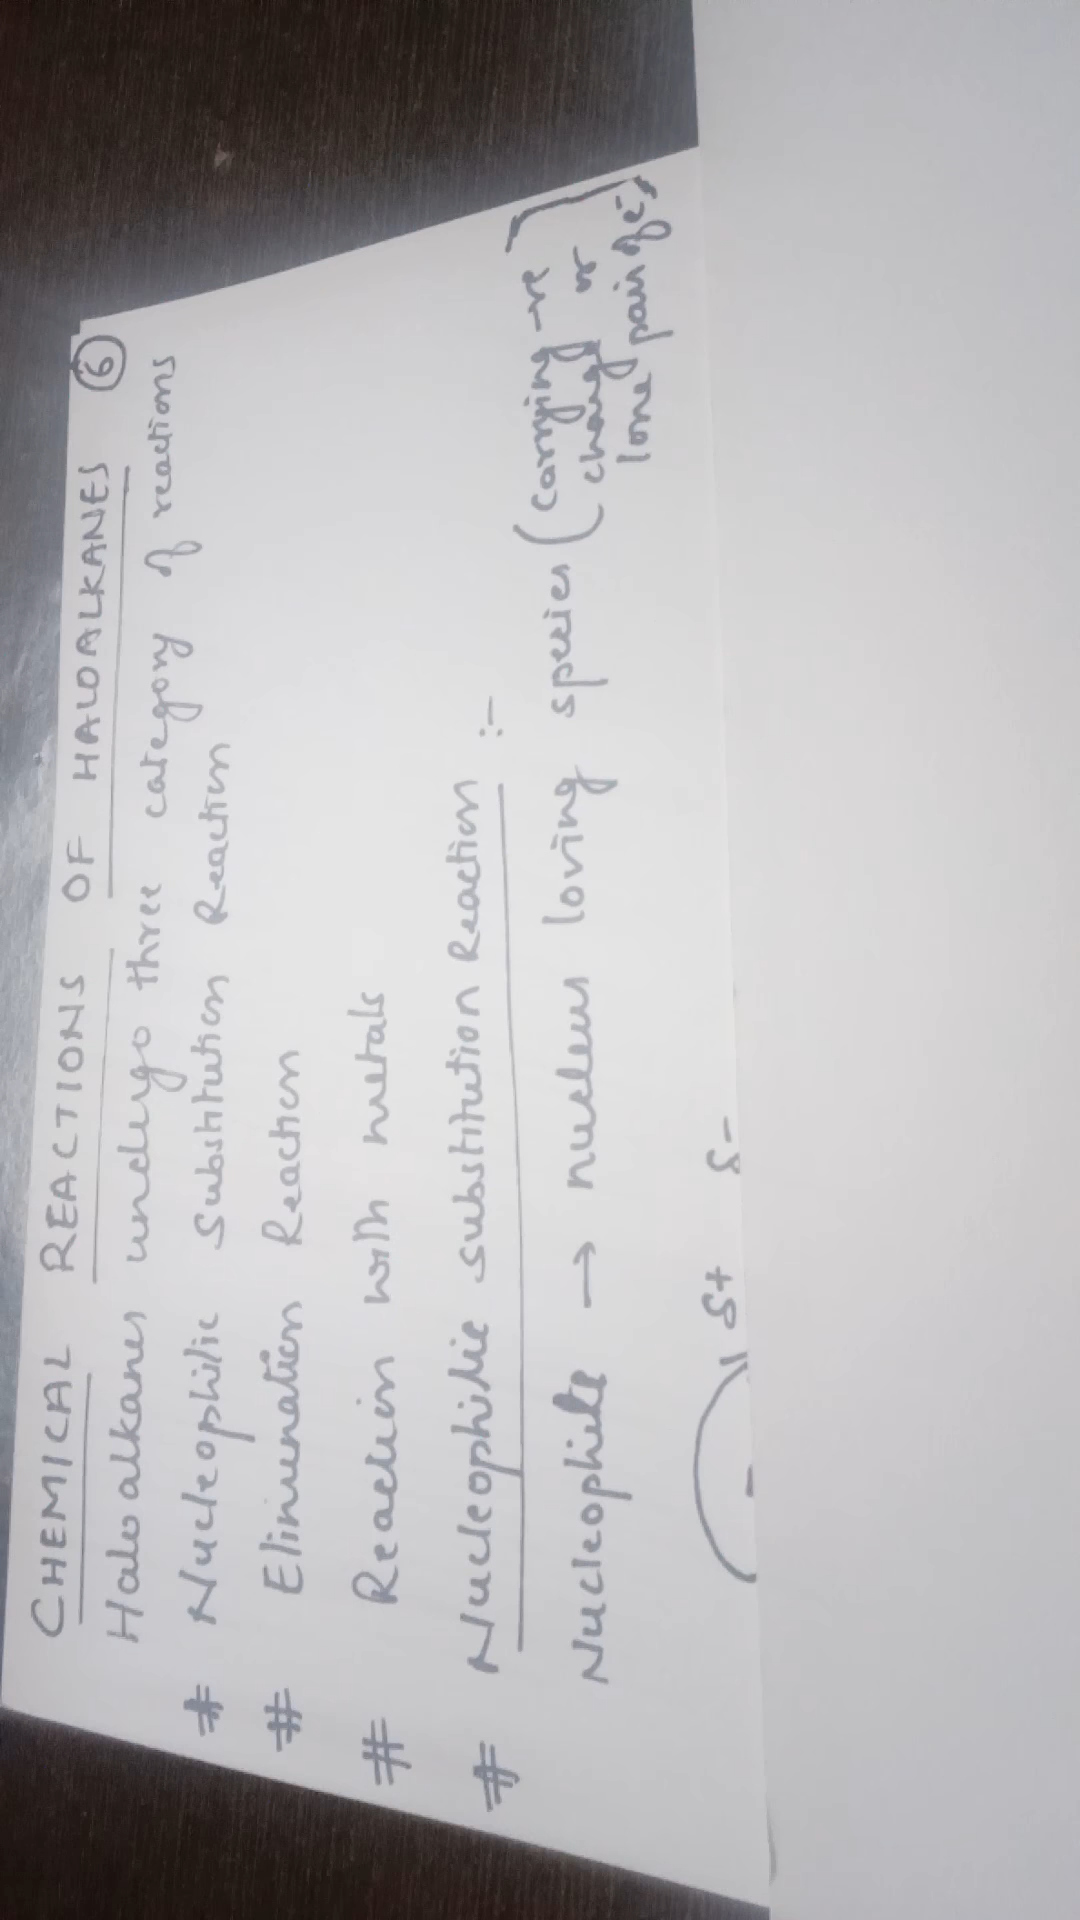 CHEMICAL REACTIONS OF HALOALKANES 6
Haloalkanes undergo three category of reactions
# Nucleophilic substitution Reaction
# Elimination Reaction
# Reaction with metals
# Nucleophilic substitution Reaction :-
Nucleophile → nucleus loving species (carrying -ve
charge or
lone pair of e-)
δ+ δ-